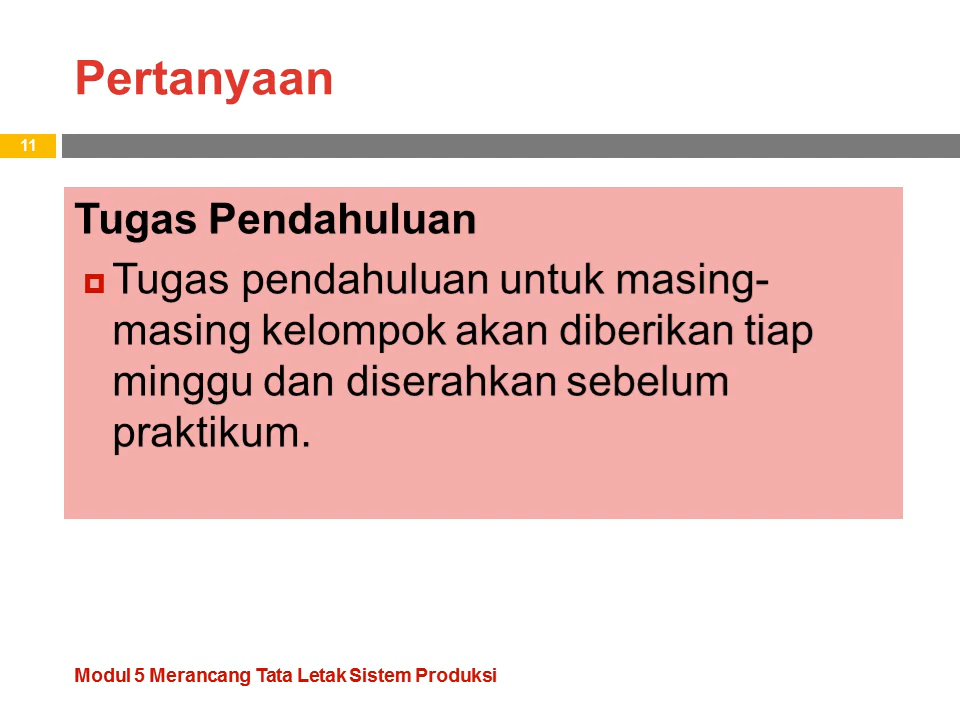 Pertanyaan
11
Tugas Pendahuluan
Tugas pendahuluan untuk masing-
masing kelompok akan diberikan tiap
minggu dan diserahkan sebelum
praktikum.
Modul 5 Merancang Tata Letak Sistem Produksi